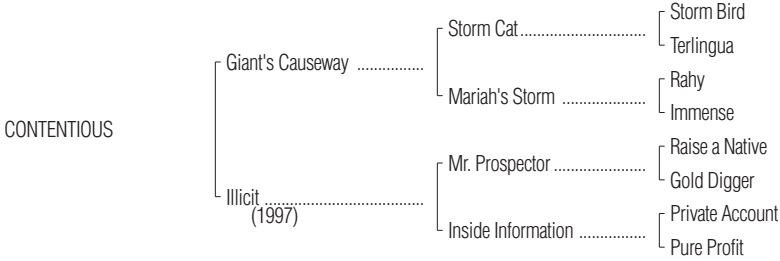 Storm Bird
Storm Cat..............................
Terlingua
Giant's Causeway ................
Rahy
Mariah's Storm ....................
Immense
CONTENTIOUS
Raise a Native
Mr. Prospector ......................
Gold Digger
Illicit ......................................
(1997)
Private Account
Inside Information ................
Pure Profit